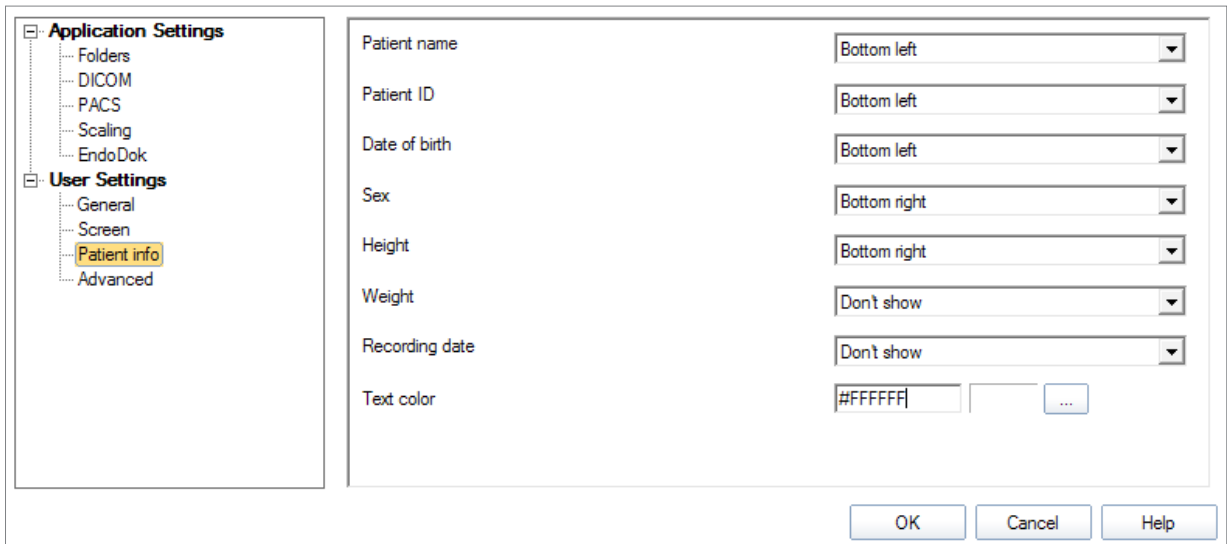 Application Settings
Folders
DICOM
PACS
Scaling
EndoDok
User Settings
General
Screen
Patient info
Advanced
Patient name Bottom left
Patient ID Bottom left
Date of birth Bottom left
Sex Bottom right
Height Bottom right
Weight Don't show
Recording date Don't show
Text color #FFFFFF ...
OK Cancel Help